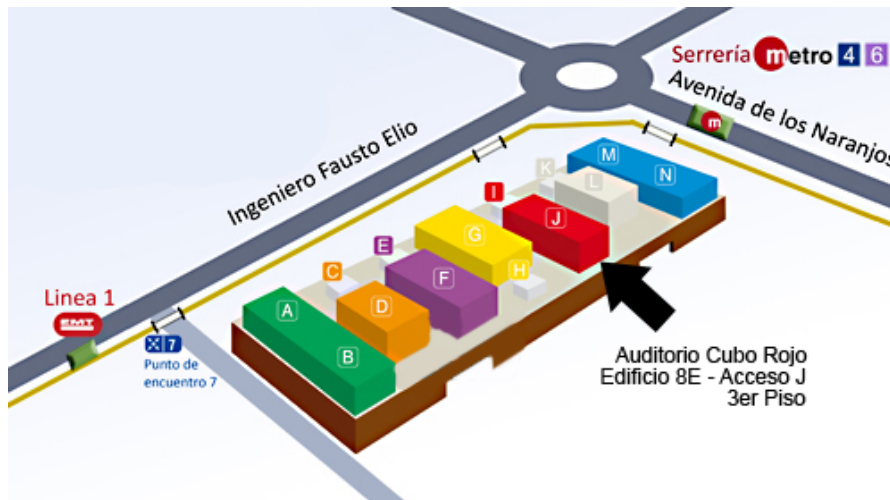 Serrería metro 4 6
Avenida de los Naranjos
m
Ingeniero Fausto Elio
K
M
L
N
I
J
E
G
C
F
H
A
D
B
Linea 1
EMT
7
Punto de
encuentro 7
Auditorio Cubo Rojo
Edificio 8E - Acceso J
3er Piso